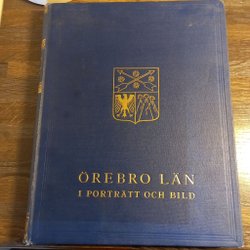 ÖREBRO LÄN
I PORTRÄTT OCH BILD